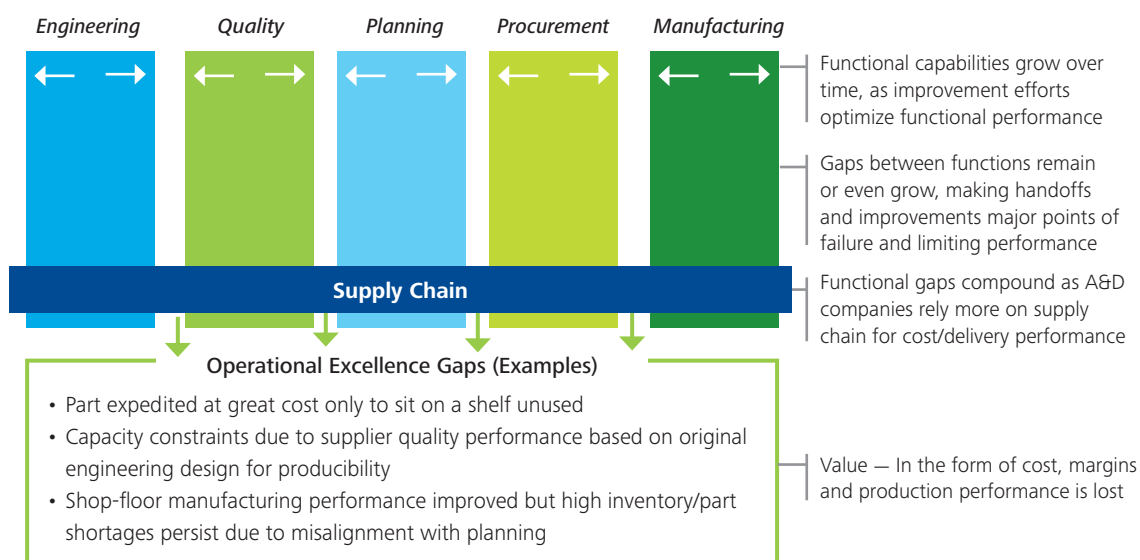 Engineering
Quality
Planning
Procurement
Manufacturing
Functional capabilities grow over
time, as improvement efforts
optimize functional performance
Gaps between functions remain
or even grow, making handoffs
and improvements major points of
failure and limiting performance
Supply Chain
Functional gaps compound as A&D
companies rely more on supply
chain for cost/delivery performance
Operational Excellence Gaps (Examples)
• Part expedited at great cost only to sit on a shelf unused
• Capacity constraints due to supplier quality performance based on original
engineering design for producibility
• Shop-floor manufacturing performance improved but high inventory/part
shortages persist due to misalignment with planning
Value — In the form of cost, margins
and production performance is lost